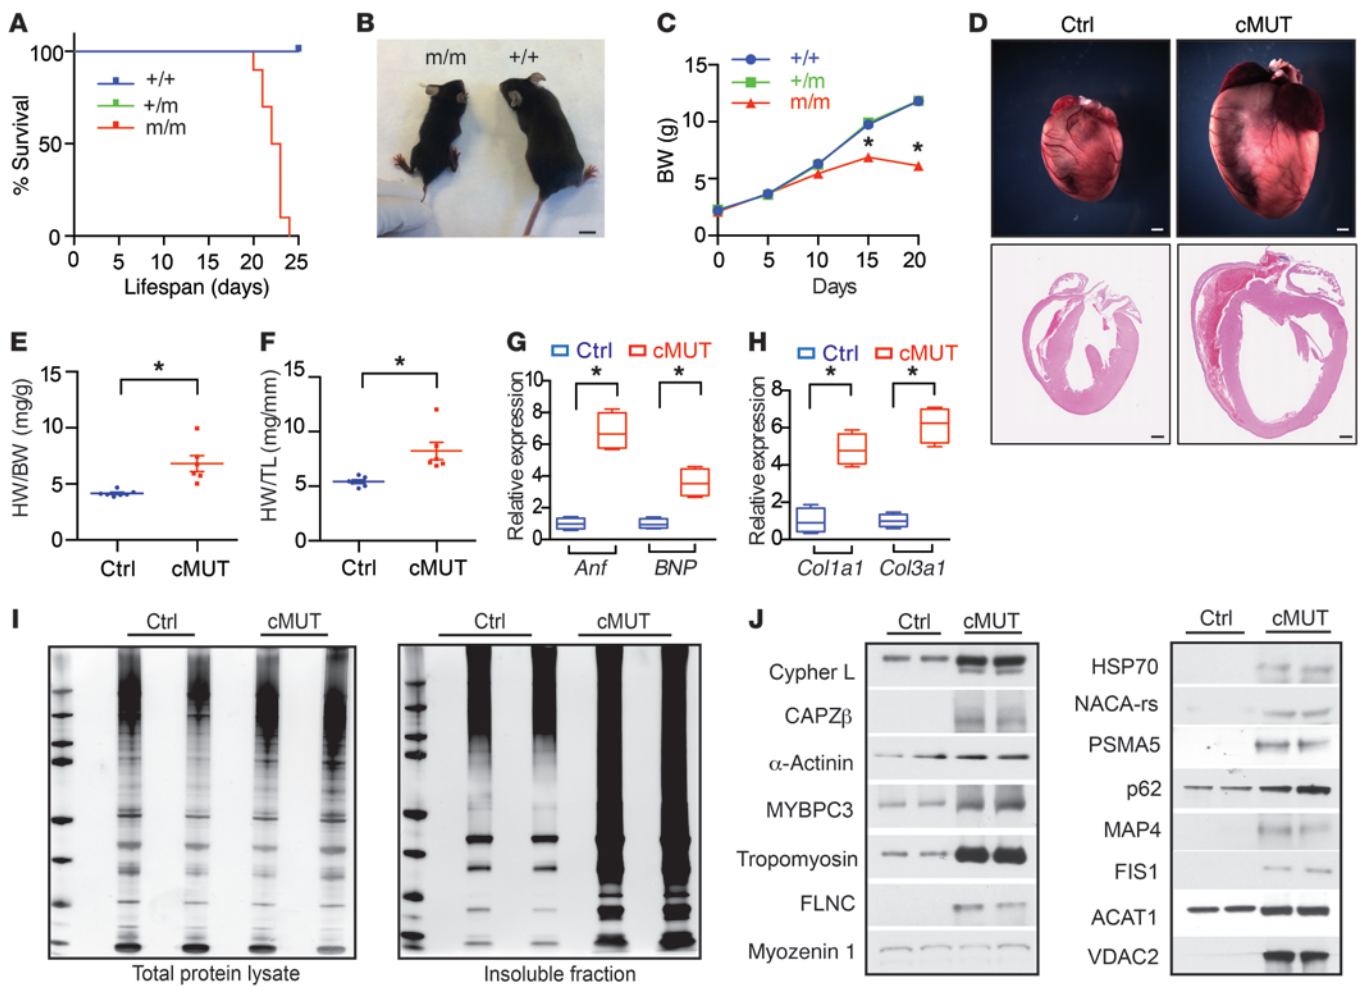 A
% Survival
100
50
0
+/+
+/m
m/m
0 5 10 15 20 25
Lifespan (days)
B
m/m +/+
C
BW (g)
15
10
5
0
+/+
+/m
m/m
* *
0 5 10 15 20
Days
D
Ctrl cMUT
E
HW/BW (mg/g)
15
10
5
0
*
Ctrl cMUT
F
HW/TL (mg/mm)
15
10
5
0
*
Ctrl cMUT
G
Ctrl cMUT
Relative expression
10
8
6
4
2
0
* *
Anf BNP
H
Ctrl cMUT
Relative expression
8
6
4
2
0
* *
Col1a1 Col3a1
I
Ctrl cMUT
Total protein lysate
Ctrl cMUT
Insoluble fraction
J
Ctrl cMUT
Cypher L
CAPZβ
α-Actinin
MYBPC3
Tropomyosin
FLNC
Myozenin 1
Ctrl cMUT
HSP70
NACA-rs
PSMA5
p62
MAP4
FIS1
ACAT1
VDAC2